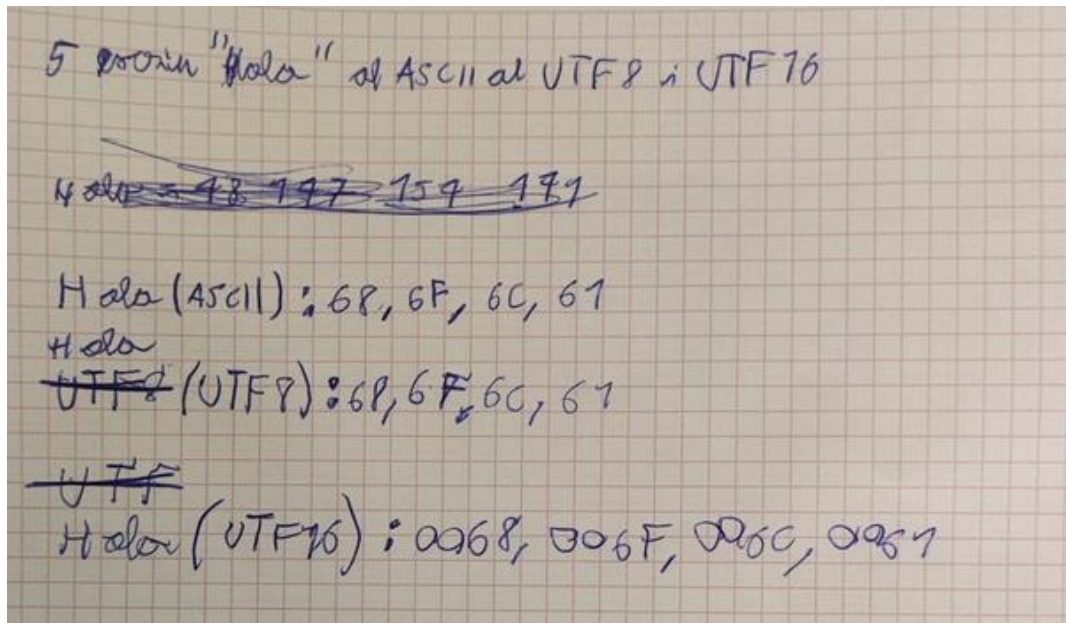 5 "Hola" al ASCII al UTF8 i UTF16
Hola (ASCII): 68, 6F, 6C, 61
Hola
(UTF8): 68, 6F, 6C, 61
UTF
Hola (UTF16): 0068, 006F, 006C, 0061